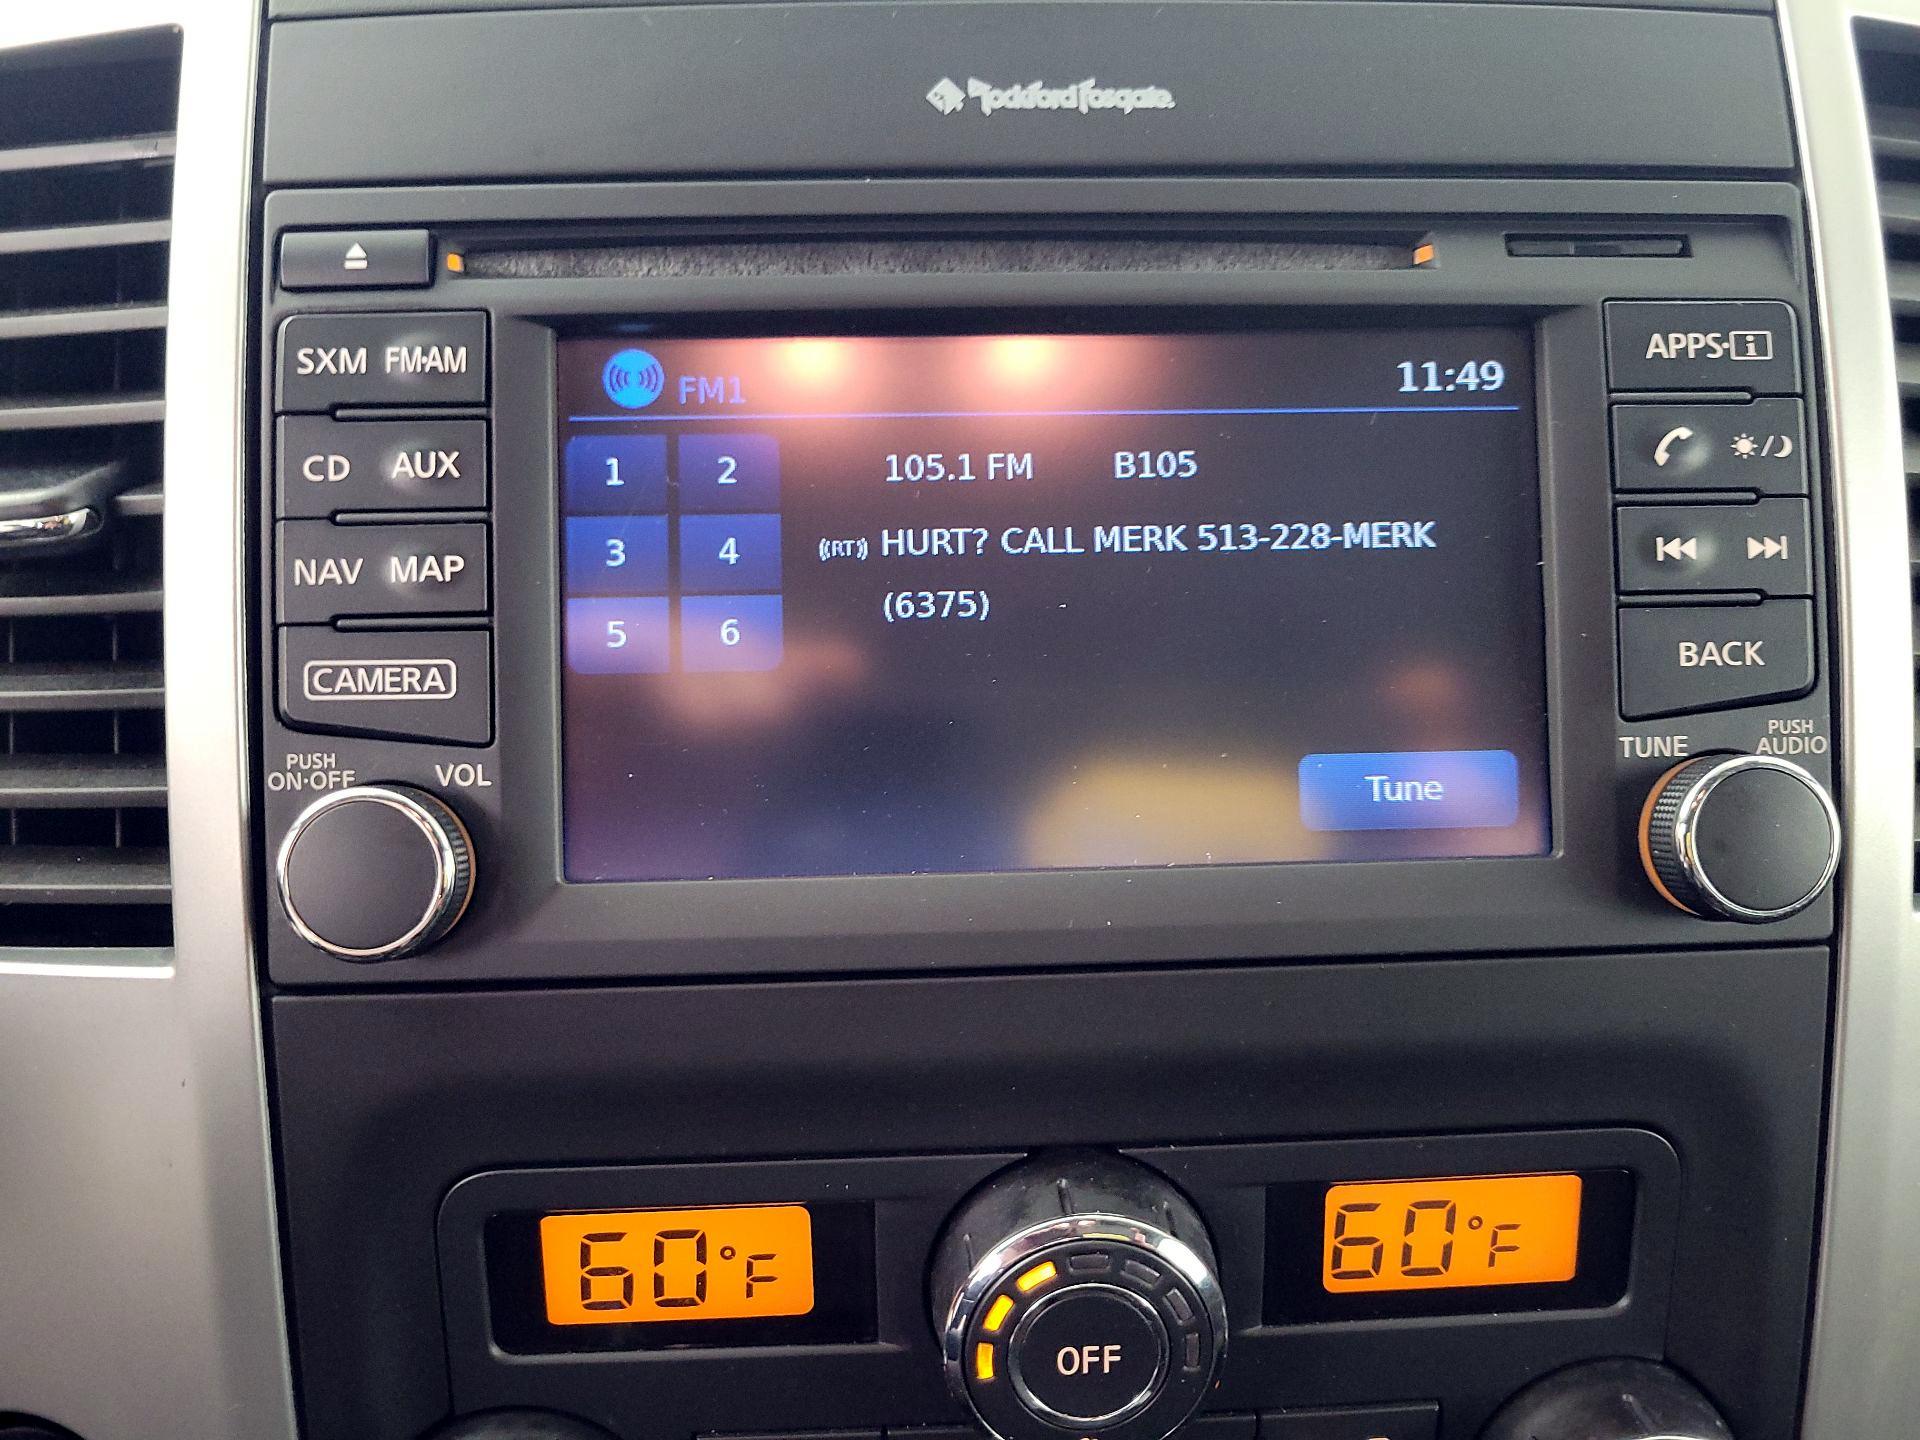 Rockford Fosgate
SXM FM·AM
CD AUX
NAV MAP
CAMERA
PUSH
ON·OFF
VOL
FM1
11:49
1 2
3 4
5 6
105.1 FM B105
((RT)) HURT? CALL MERK 513-228-MERK
(6375)
Tune
APPS·i
BACK
TUNE
PUSH
AUDIO
60°F
OFF
60°F